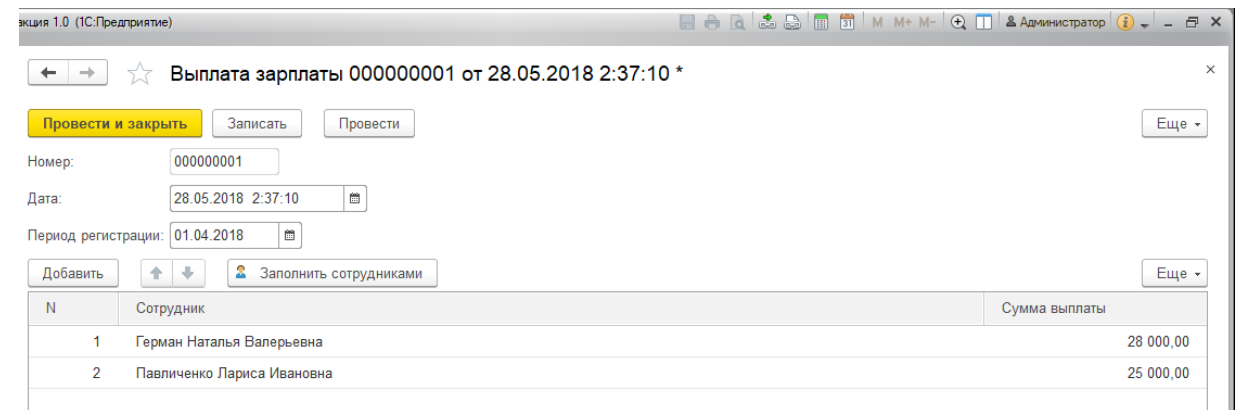 акция 1.0 (1С:Предприятие) M M+ M- Администратор
Выплата зарплаты 000000001 от 28.05.2018 2:37:10 *
Провести и закрыть Записать Провести Еще
Номер: 000000001
Дата: 28.05.2018 2:37:10
Период регистрации: 01.04.2018
Добавить Заполнить сотрудниками Еще
N Сотрудник Сумма выплаты
1 Герман Наталья Валерьевна 28 000,00
2 Павличенко Лариса Ивановна 25 000,00